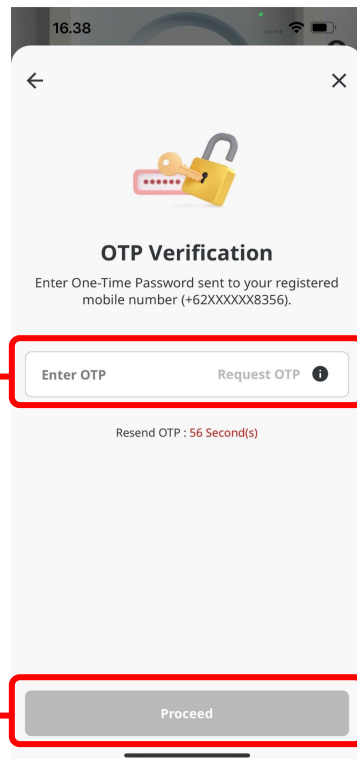 16.38
OTP Verification
Enter One-Time Password sent to your registered
mobile number (+62XXXXXX8356).
Enter OTP Request OTP
Resend OTP : 56 Second(s)
Proceed